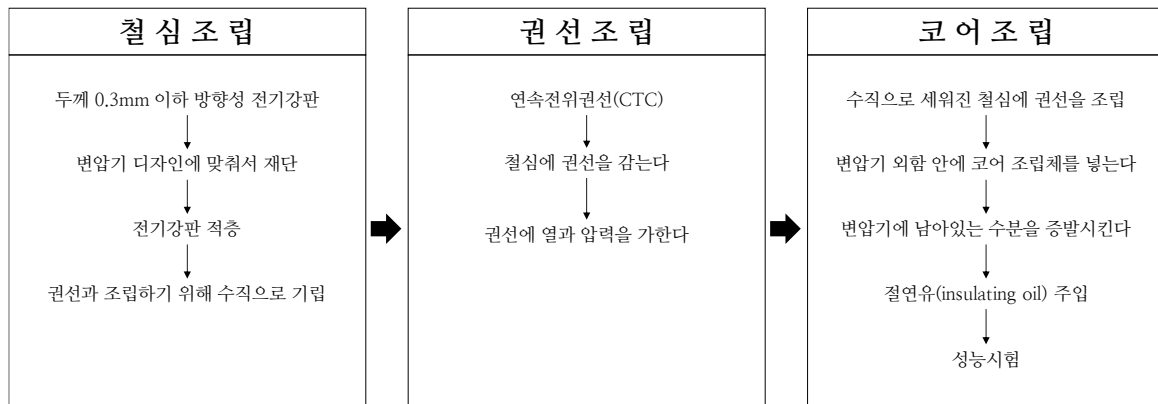 철 심 조 립
두께 0.3mm 이하 방향성 전기강판
변압기 디자인에 맞춰서 재단
전기강판 적층
권선과 조립하기 위해 수직으로 기립
권 선 조 립
연속전위권선(CTC)
철심에 권선을 감는다
권선에 열과 압력을 가한다
코 어 조 립
수직으로 세워진 철심에 권선을 조립
변압기 외함 안에 코어 조립체를 넣는다
변압기에 남아있는 수분을 증발시킨다
절연유(insulating oil) 주입
성능시험